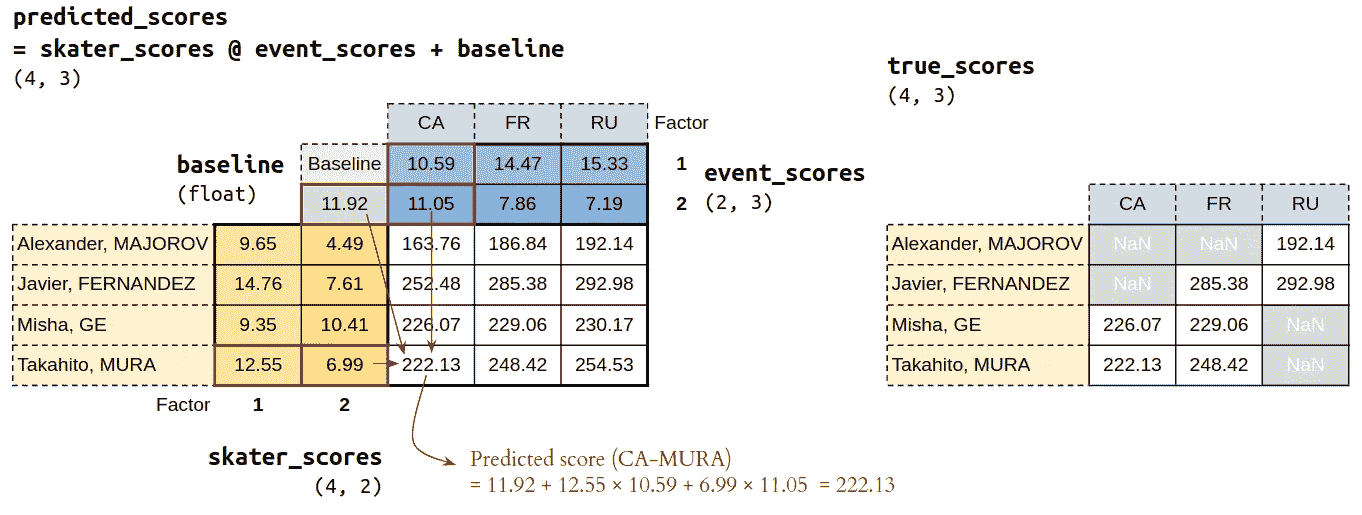 predicted_scores
= skater_scores @ event_scores + baseline
(4, 3)
true_scores
(4, 3)
CA FR RU Factor
baseline Baseline 10.59 14.47 15.33 1 event_scores
(float) 11.92 11.05 7.86 7.19 2 (2, 3)
Alexander, MAJOROV 9.65 4.49 163.76 186.84 192.14
Javier, FERNANDEZ 14.76 7.61 252.48 285.38 292.98
Misha, GE 9.35 10.41 226.07 229.06 230.17
Takahito, MURA 12.55 6.99 222.13 248.42 254.53
Factor 1 2
skater_scores
(4, 2)
Predicted score (CA–MURA)
= 11.92 + 12.55 × 10.59 + 6.99 × 11.05 = 222.13
CA FR RU
Alexander, MAJOROV NaN NaN 192.14
Javier, FERNANDEZ NaN 285.38 292.98
Misha, GE 226.07 229.06 NaN
Takahito, MURA 222.13 248.42 NaN